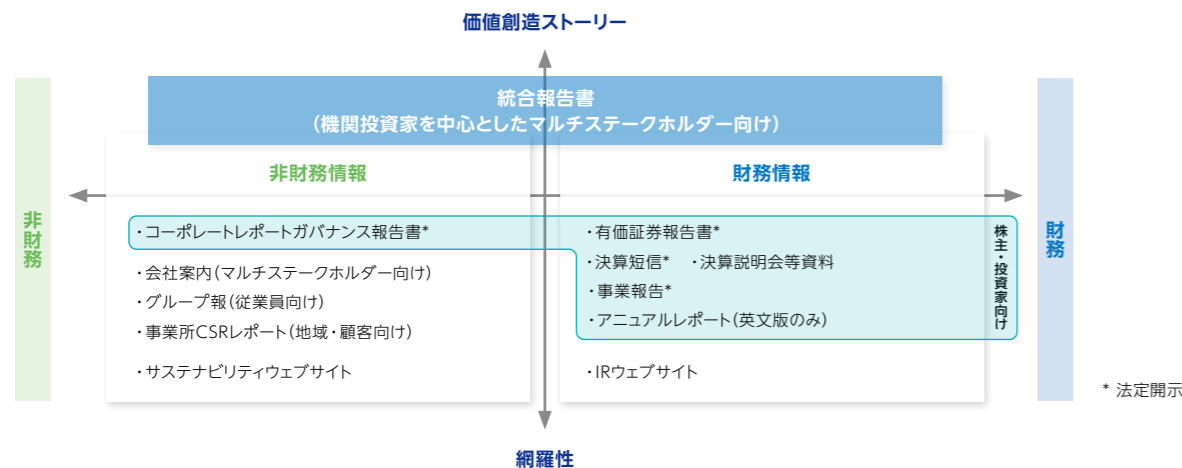 価値創造ストーリー
統合報告書
（機関投資家を中心としたマルチステークホルダー向け）
非財務
非財務情報
・コーポレートレポートガバナンス報告書*
・会社案内（マルチステークホルダー向け）
・グループ報（従業員向け）
・事業所CSRレポート（地域・顧客向け）
・サステナビリティウェブサイト
財務情報
・有価証券報告書*
・決算短信* ・決算説明会等資料
・事業報告*
・アニュアルレポート（英文版のみ）
株主・投資家向け
・IRウェブサイト
財務
* 法定開示
網羅性